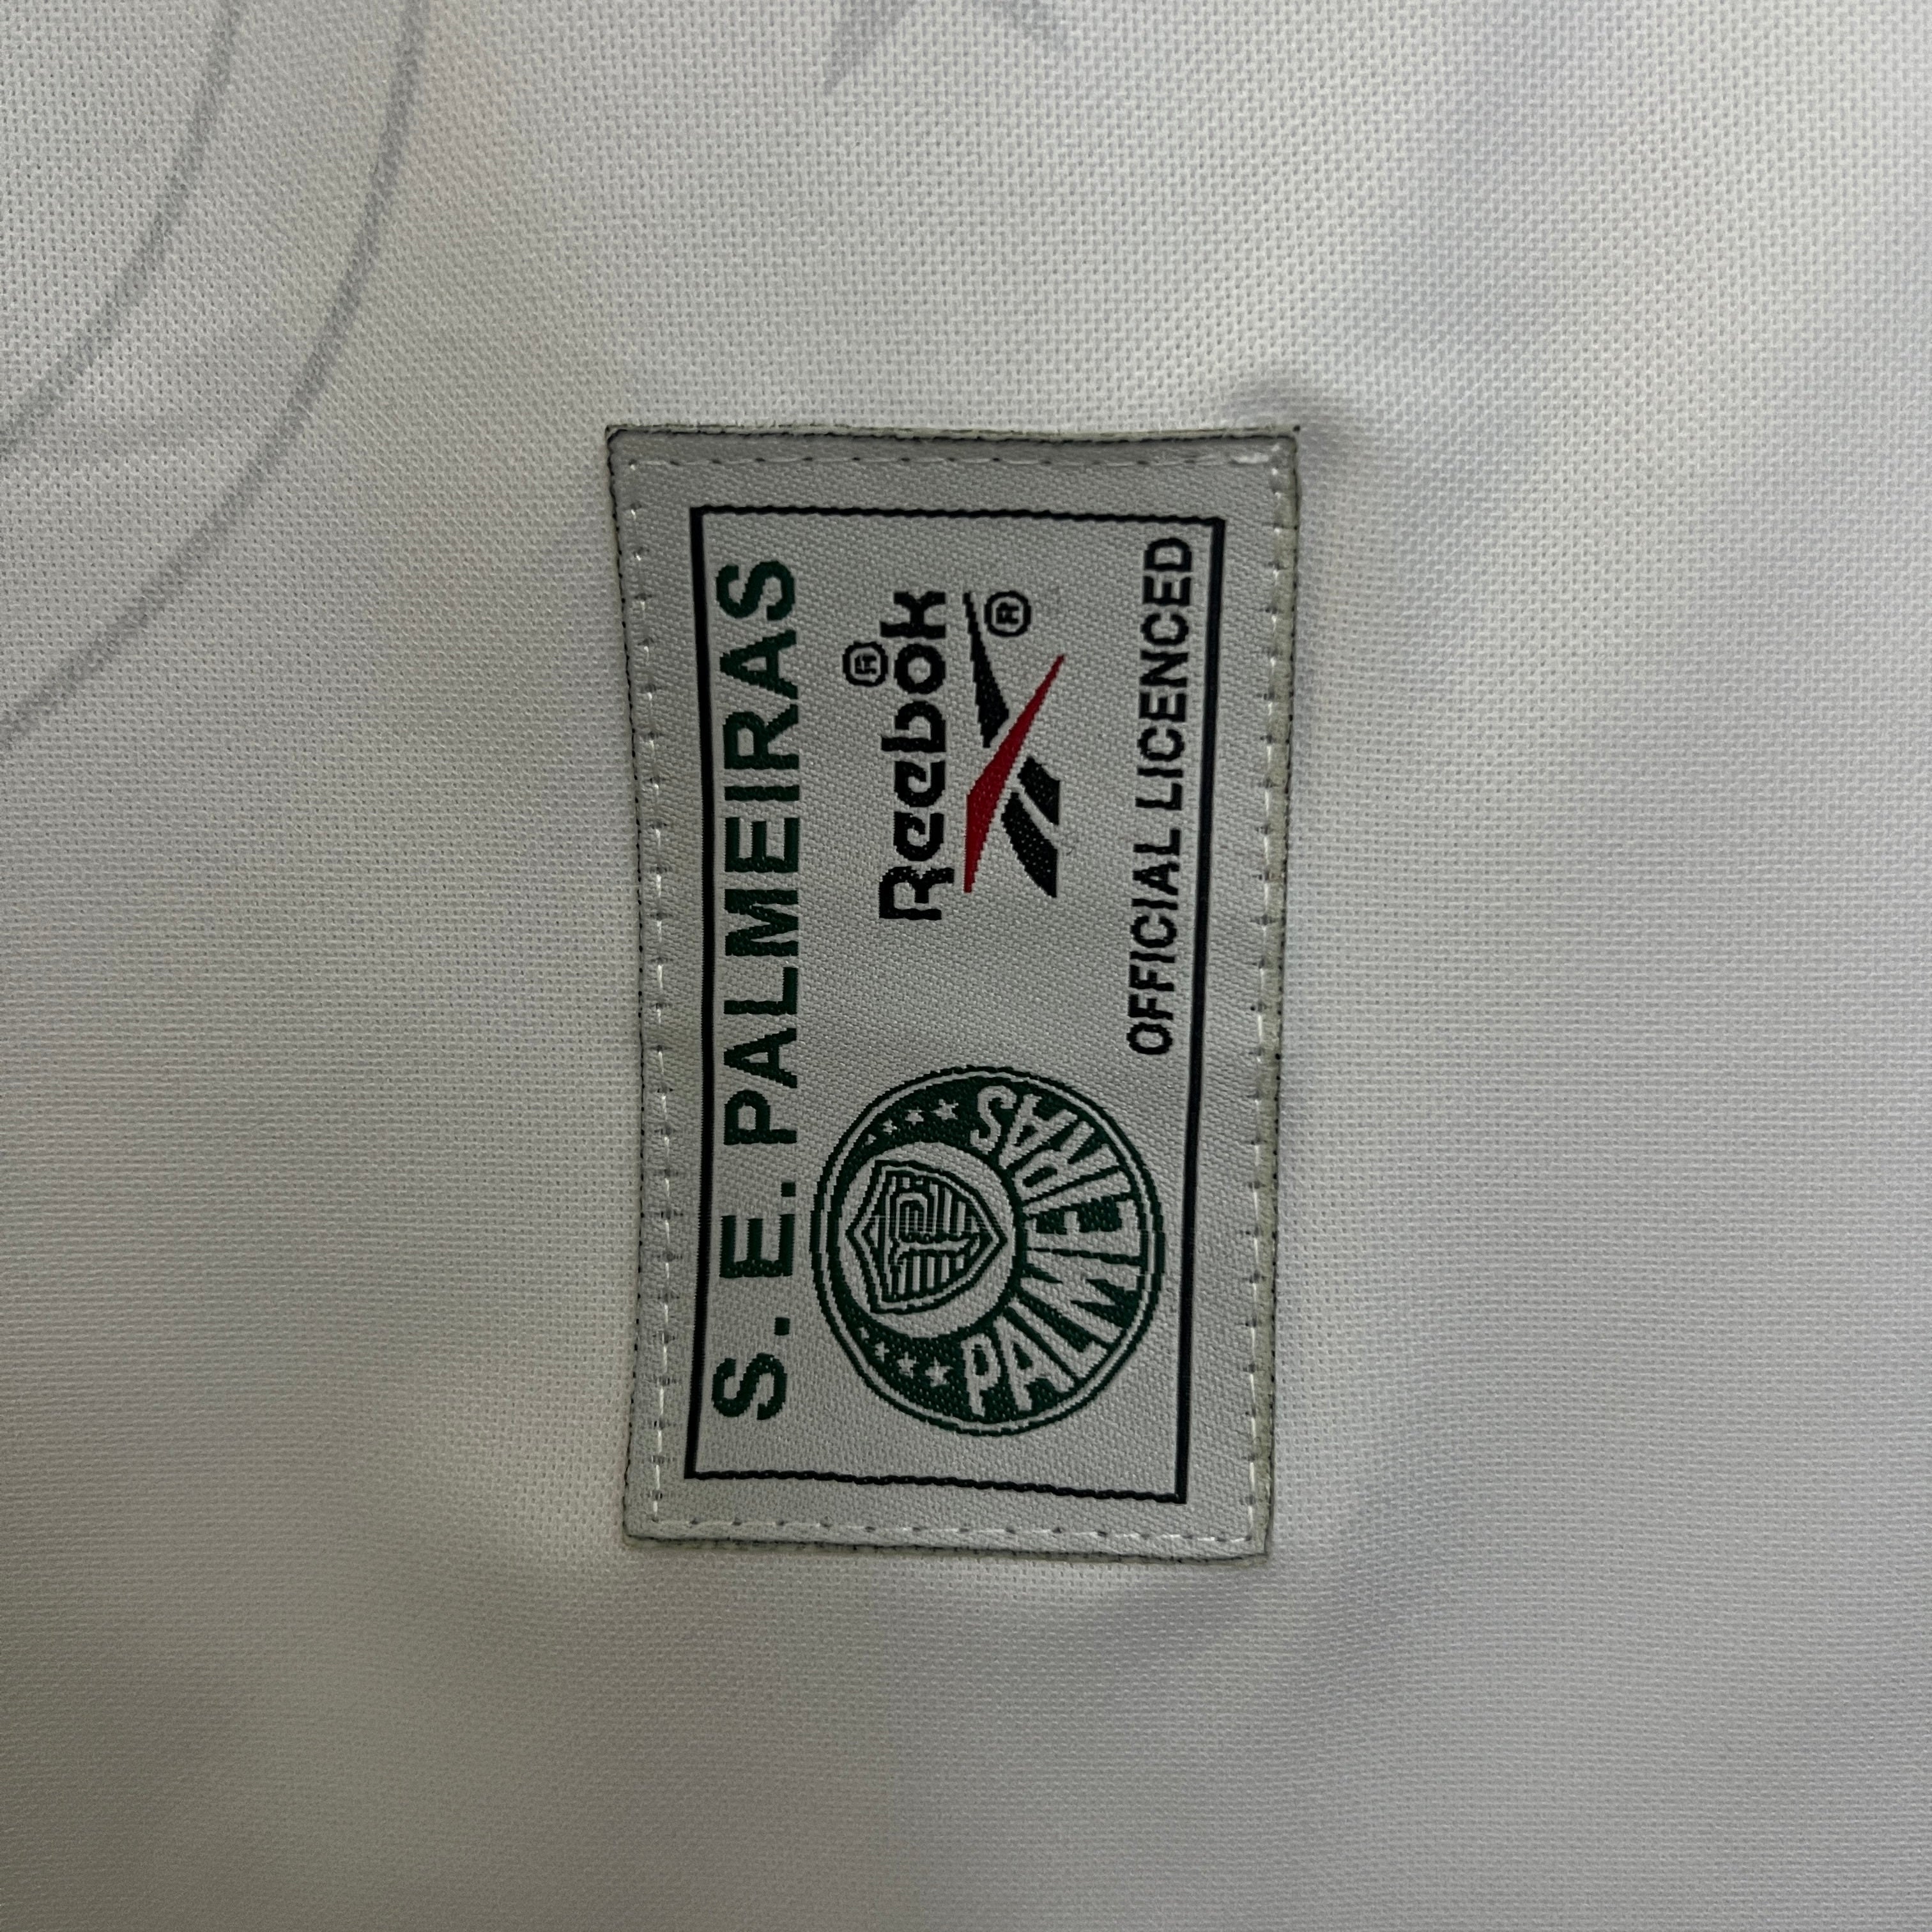 S. E. PALMEIRAS
Reebok®
®
PALMEIRAS
P
OFFICIAL LICENCED